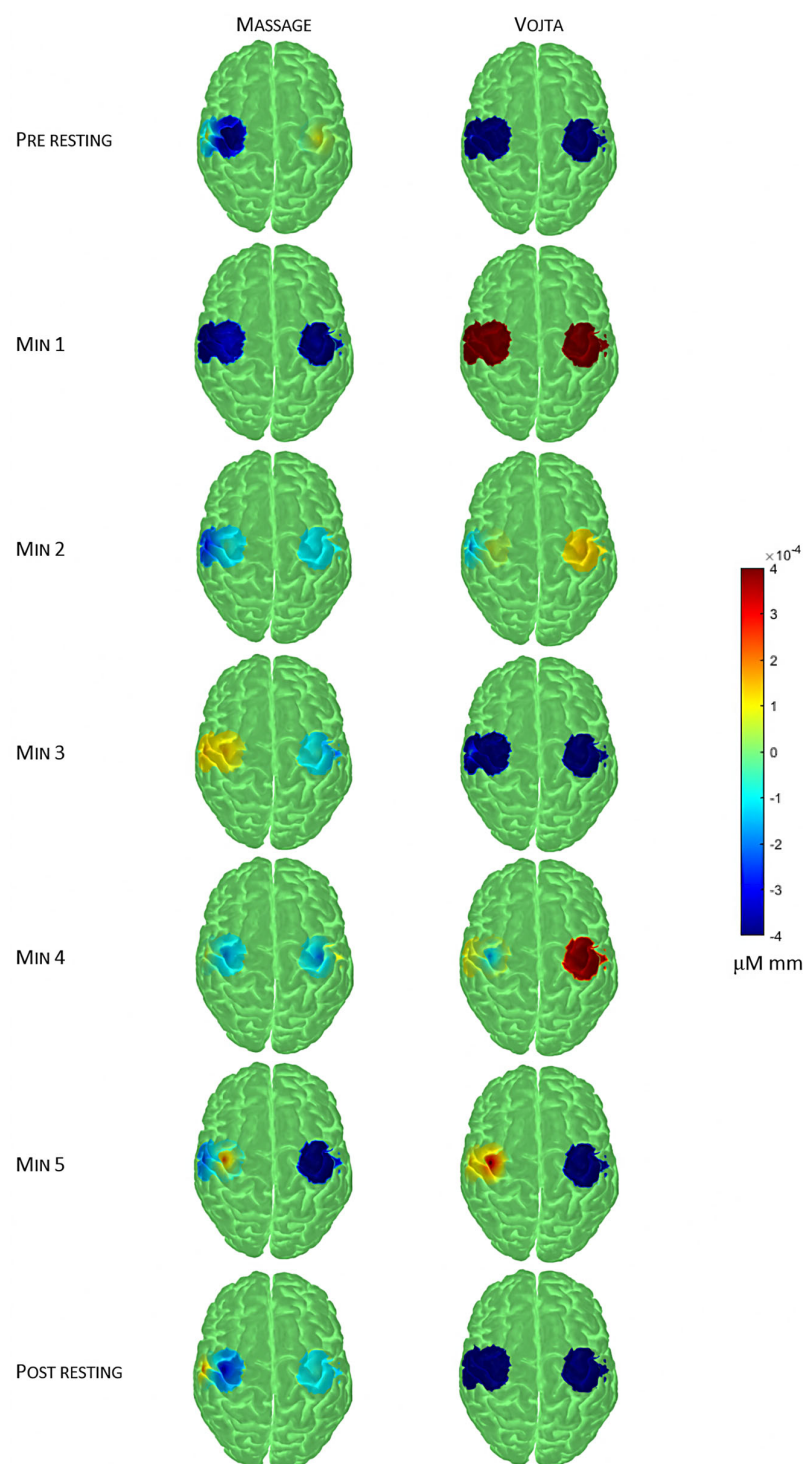 MASSAGE VOJTA
PRE RESTING
MIN 1
MIN 2
×10⁻⁴
4
3
2
1
0
-1
-2
-3
-4
μM mm
MIN 3
MIN 4
MIN 5
POST RESTING